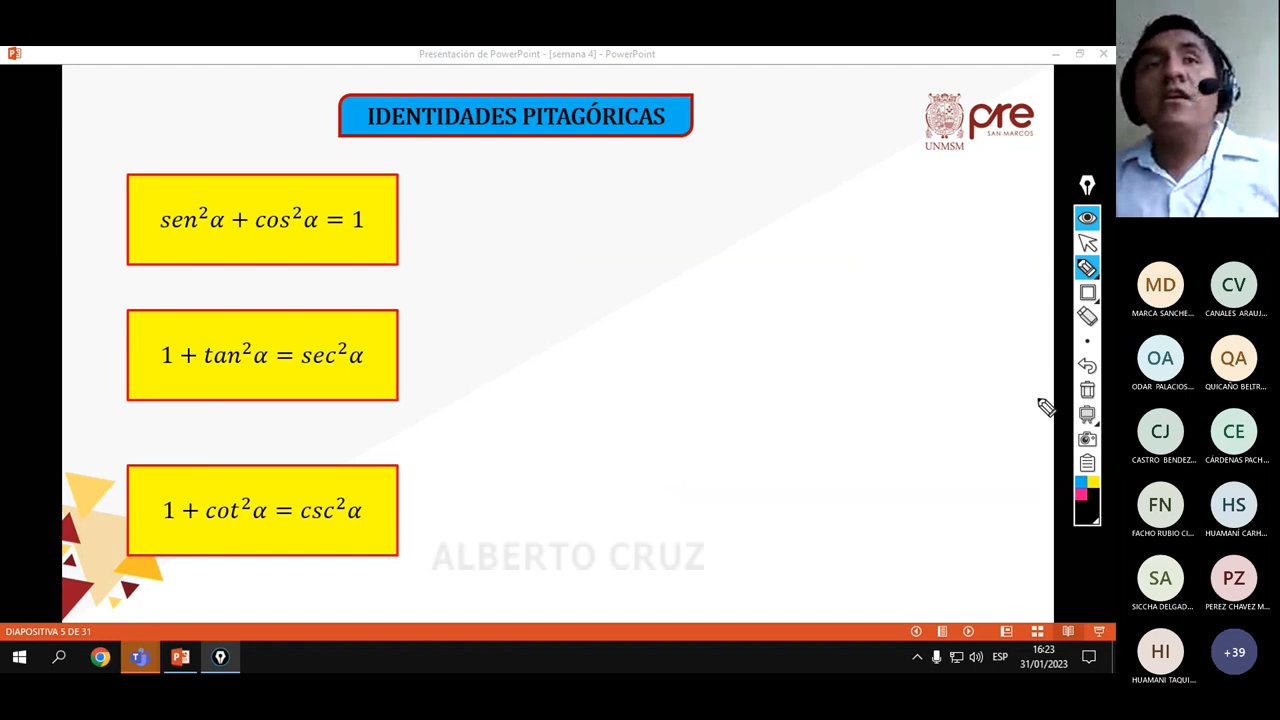 Presentación de PowerPoint - [semana 4] - PowerPoint
IDENTIDADES PITAGÓRICAS
UNMSM
pre
SAN MARCOS
sen²α + cos²α = 1
1 + tan²α = sec²α
1 + cot²α = csc²α
ALBERTO CRUZ
DIAPOSITIVA 5 DE 31
ESP
16:23
31/01/2023
MD
MARCA SANCHE...
CV
CANALES ARAUJ...
OA
ODAR PALACIOS...
QA
QUICAÑO BELTR...
CJ
CASTRO BENDEZ...
CE
CÁRDENAS PACH...
FN
FACHO RUBIO CI...
HS
HUAMANÍ CARH...
SA
SICCHA DELGAD...
PZ
PEREZ CHAVEZ M...
HI
HUAMANI TAQUI...
+39